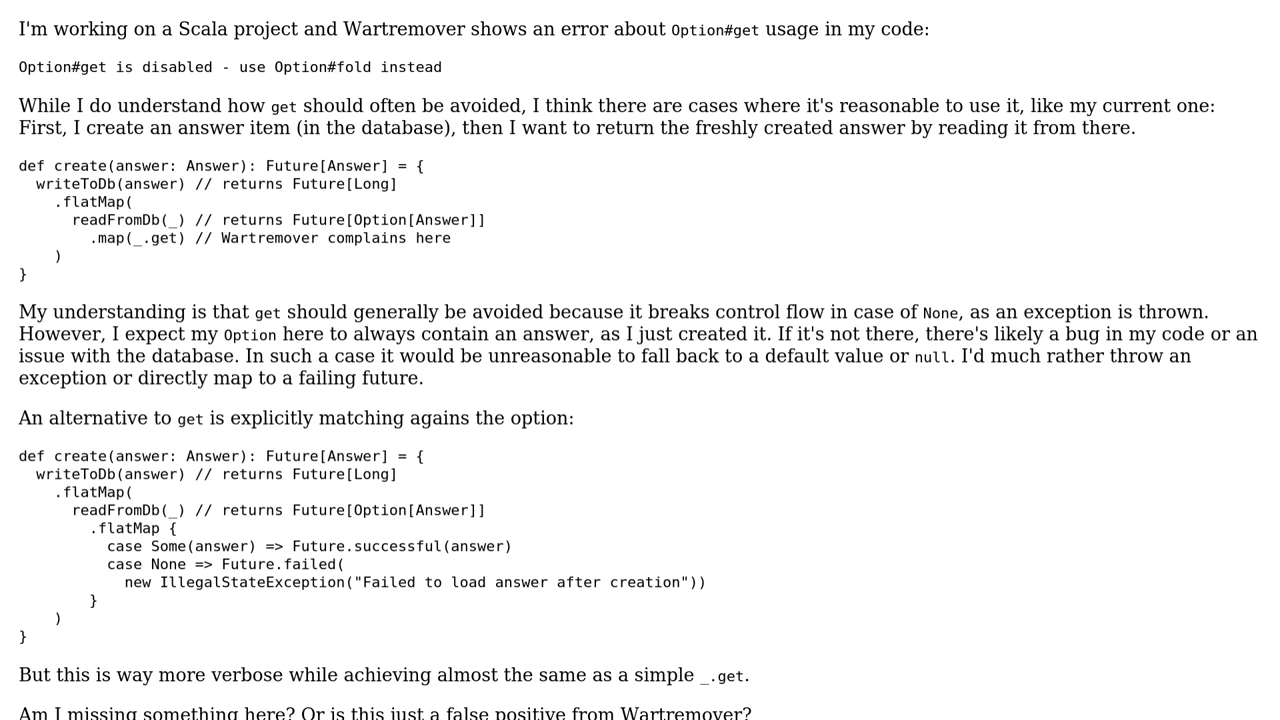 I'm working on a Scala project and Wartremover shows an error about Option#get usage in my code:
Option#get is disabled - use Option#fold instead
While I do understand how get should often be avoided, I think there are cases where it's reasonable to use it, like my current one:
First, I create an answer item (in the database), then I want to return the freshly created answer by reading it from there.
def create(answer: Answer): Future[Answer] = {
  writeToDb(answer) // returns Future[Long]
    .flatMap(
      readFromDb(_) // returns Future[Option[Answer]]
        .map(_.get) // Wartremover complains here
    )
}
My understanding is that get should generally be avoided because it breaks control flow in case of None, as an exception is thrown.
However, I expect my Option here to always contain an answer, as I just created it. If it's not there, there's likely a bug in my code or an
issue with the database. In such a case it would be unreasonable to fall back to a default value or null. I'd much rather throw an
exception or directly map to a failing future.
An alternative to get is explicitly matching agains the option:
def create(answer: Answer): Future[Answer] = {
  writeToDb(answer) // returns Future[Long]
    .flatMap(
      readFromDb(_) // returns Future[Option[Answer]]
        .flatMap {
          case Some(answer) => Future.successful(answer)
          case None => Future.failed(
            new IllegalStateException("Failed to load answer after creation"))
        }
    )
}
But this is way more verbose while achieving almost the same as a simple _.get.
Am I missing something here? Or is this just a false positive from Wartremover?